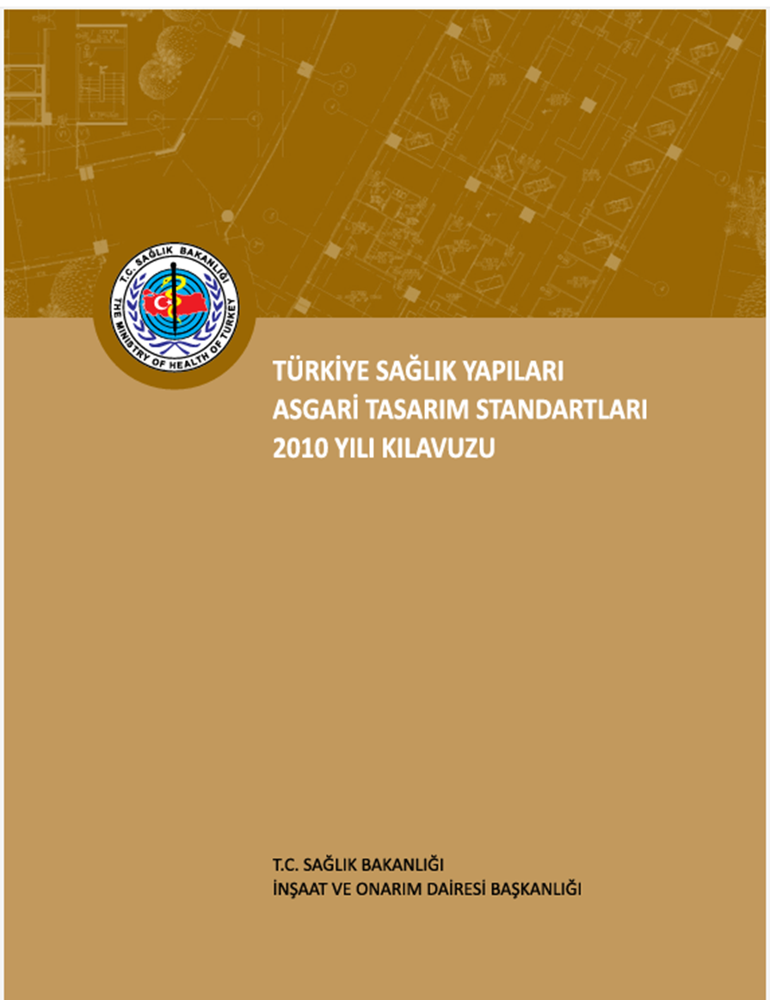 T.C. SAĞLIK BAKANLIĞI
THE MINISTRY OF HEALTH OF TURKEY
TÜRKİYE SAĞLIK YAPILARI
ASGARİ TASARIM STANDARTLARI
2010 YILI KILAVUZU
T.C. SAĞLIK BAKANLIĞI
İNŞAAT VE ONARIM DAİRESİ BAŞKANLIĞI